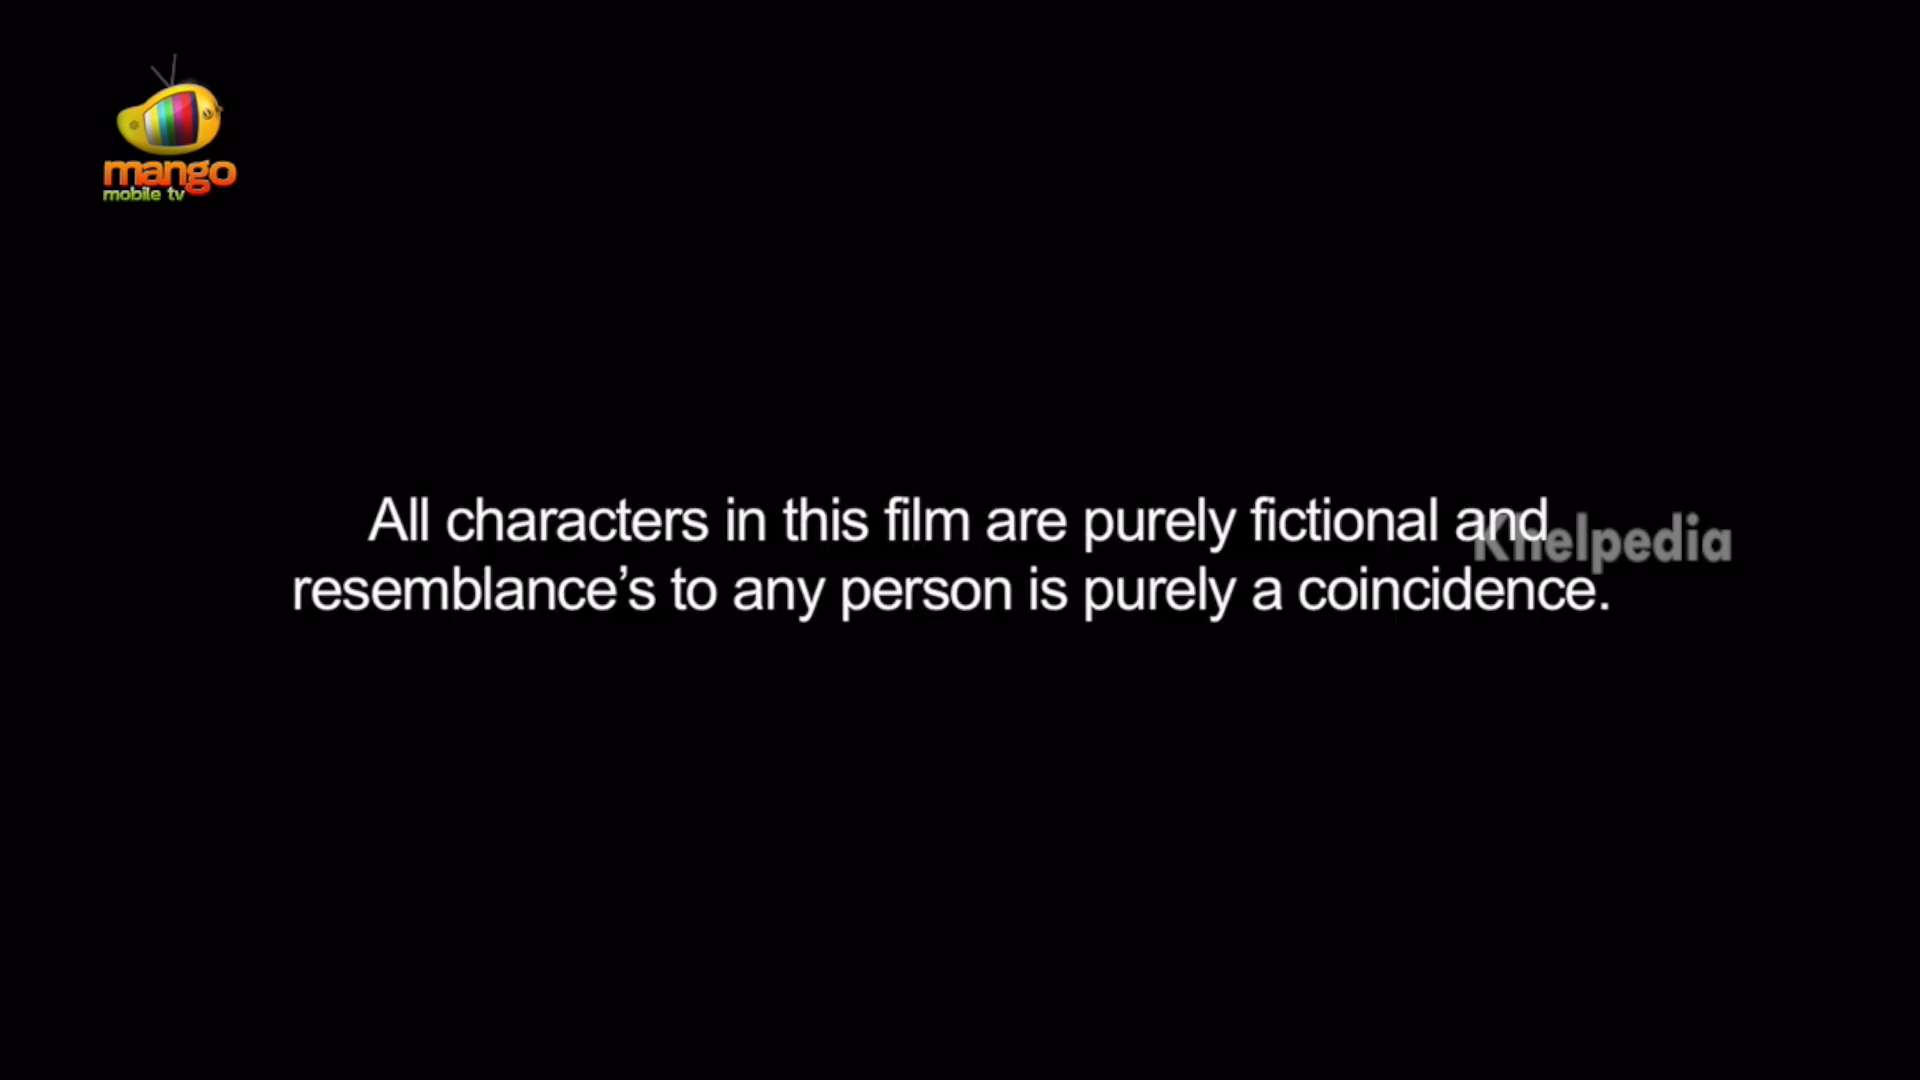 mango
mobile tv
All characters in this film are purely fictional and
Khelpedia
resemblance’s to any person is purely a coincidence.